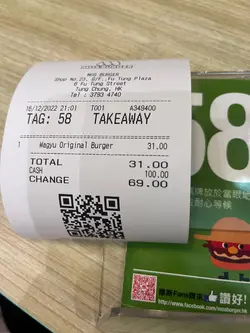 MOS BURGER
Shop No.23, G/F.,Fu Tung Plaza
6 Fu Tung Street
Tung Chung, HK
Tel : 3793 4740
15/12/2022 21:01 T001 A349400
TAG: 58 TAKEAWAY
1 Wagyu Original Burger 31.00
TOTAL 31.00
CASH 100.00
CHANGE 69.00
58
讚好!